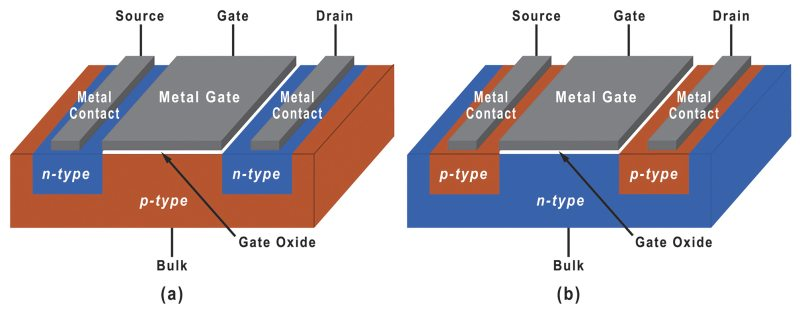 Source Gate Drain
Metal Contact
Metal Gate
Metal Contact
n-type
n-type
p-type
Gate Oxide
Bulk
(a)
Source Gate Drain
Metal Contact
Metal Gate
Metal Contact
p-type
p-type
n-type
Gate Oxide
Bulk
(b)